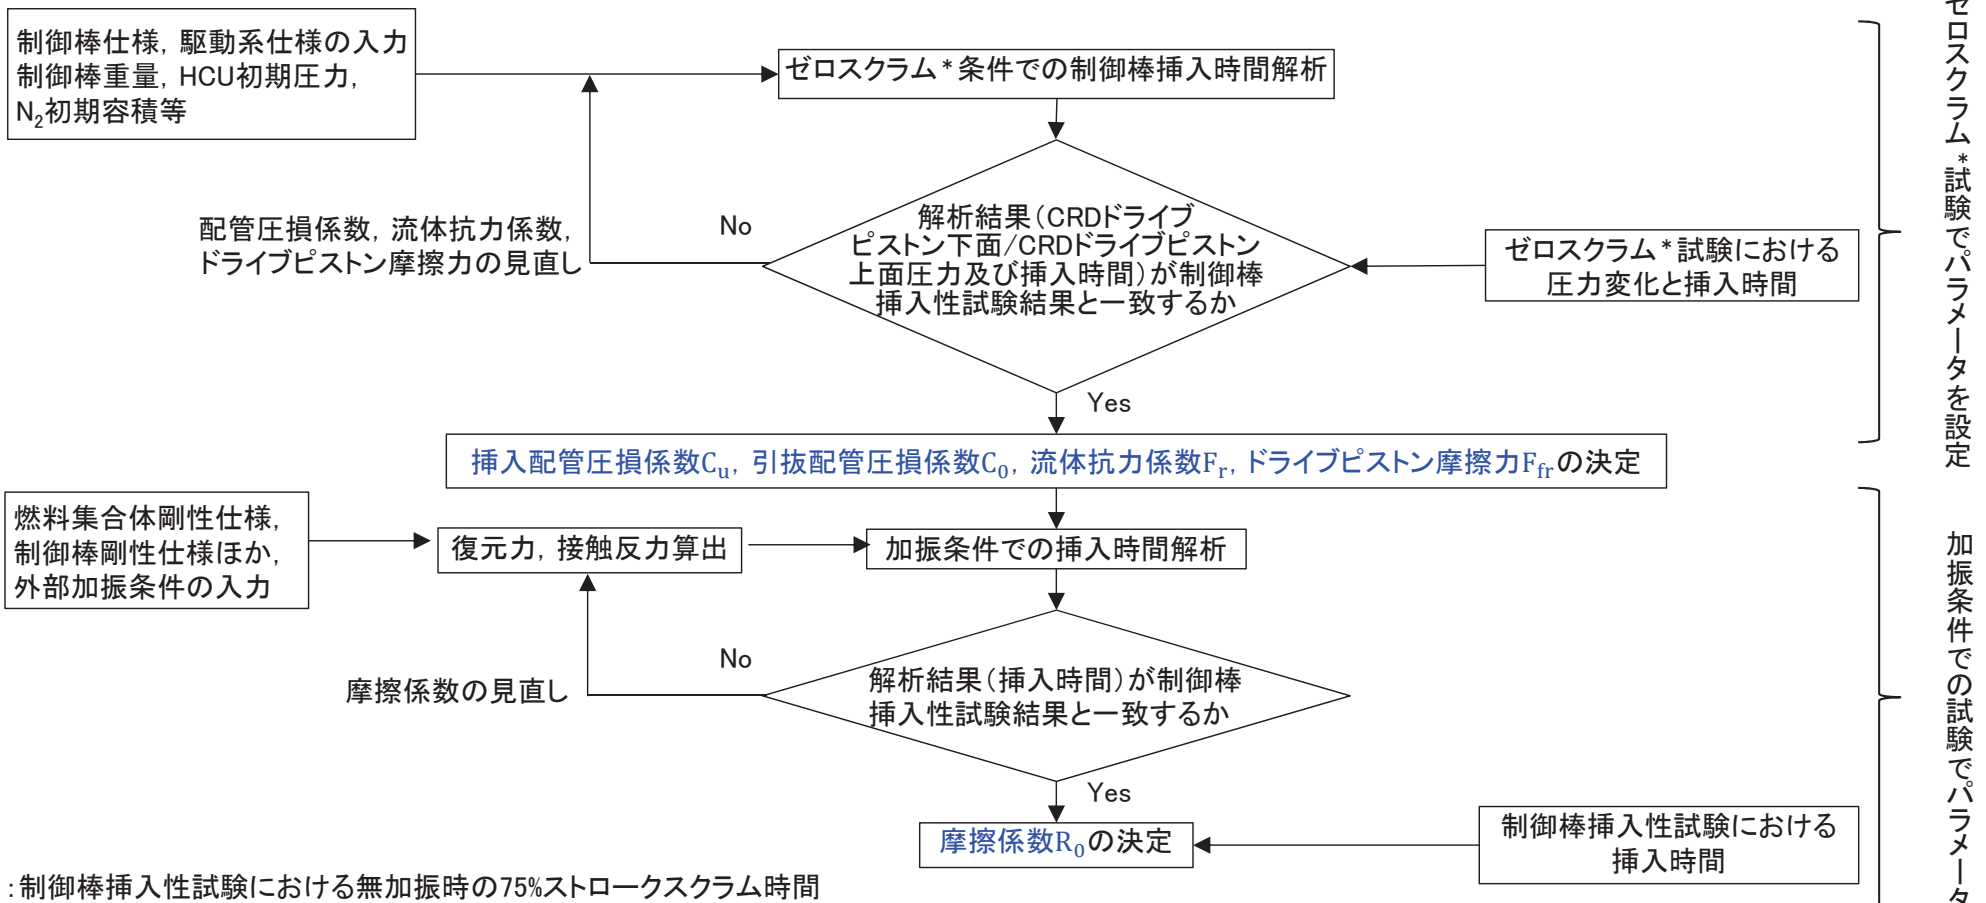 制御棒仕様，駆動系仕様の入力
制御棒重量，HCU初期圧力，
N₂初期容積等
ゼロスクラム*条件での制御棒挿入時間解析
配管圧損係数，流体抗力係数，
ドライブピストン摩擦力の見直し
No
解析結果（CRDドライブ
ピストン下面/CRDドライブピストン
上面圧力及び挿入時間）が制御棒
挿入性試験結果と一致するか
ゼロスクラム*試験における
圧力変化と挿入時間
Yes
ゼロスクラム*試験でパラメータを設定
挿入配管圧損係数Cᵤ，引抜配管圧損係数C₀，流体抗力係数Fᵣ，ドライブピストン摩擦力F_frの決定
燃料集合体剛性仕様，
制御棒剛性仕様ほか，
外部加振条件の入力
復元力，接触反力算出
加振条件での挿入時間解析
摩擦係数の見直し
No
解析結果（挿入時間）が制御棒
挿入性試験結果と一致するか
Yes
摩擦係数R₀の決定
制御棒挿入性試験における
挿入時間
加振条件での試験でパラメータ
：制御棒挿入性試験における無加振時の75%ストロークスクラム時間